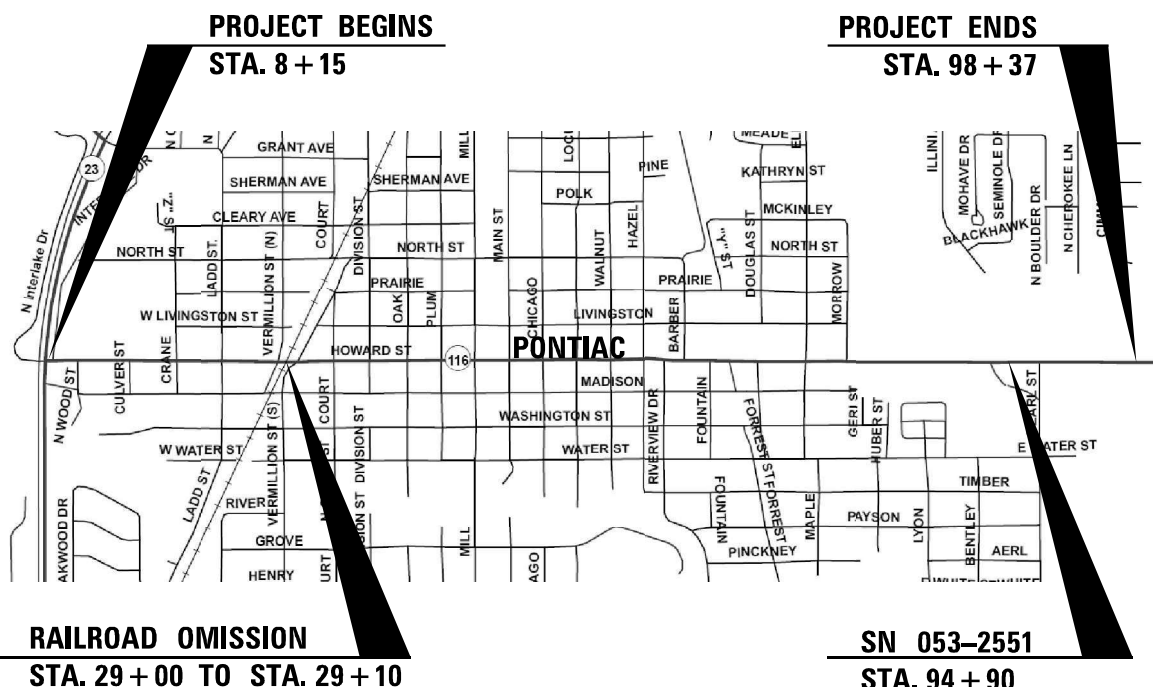 PROJECT BEGINS
STA. 8+15
PROJECT ENDS
STA. 98+37
MEADE
GRANT AVE
MILL
PINE
ILLINI
MOHAVE DR
SEMINOLE DR
N CHEROKEE LN
23
SHERMAN AVE
SHERMAN AVE
KATHRYN ST
POLK
"Z" ST
CLEARY AVE
COURT
DIVISION ST
MAIN ST
WALNUT
HAZEL
MCKINLEY
BLACKHAWK
N BOULDER DR
N Interlake Dr
NORTH ST
LADD ST.
VERMILLION ST (N)
NORTH ST
"Y" ST
DOUGLAS ST
NORTH ST
PRAIRIE
PRAIRIE
OAK
PLUM
CHICAGO
MORROW
W LIVINGSTON ST
LIVINGSTON
BARBER
HOWARD ST
116
PONTIAC
CULVER ST
CRANE
N WOOD ST
MADISON
COURT
WASHINGTON ST
RIVERVIEW DR
FOUNTAIN
FORREST ST
GERI ST
HUBER ST
W WATER ST
VERMILLION ST (S)
DIVISION ST
WATER ST
LADD ST
RIVER
TIMBER
FOUNTAIN
FORREST
MAPLE
PAYSON
LYON
BENTLEY
GROVE
MILL
PINCKNEY
AERL
HENRY
RAILROAD OMISSION
STA. 29+00 TO STA. 29+10
SN 053–2551
STA. 94+90